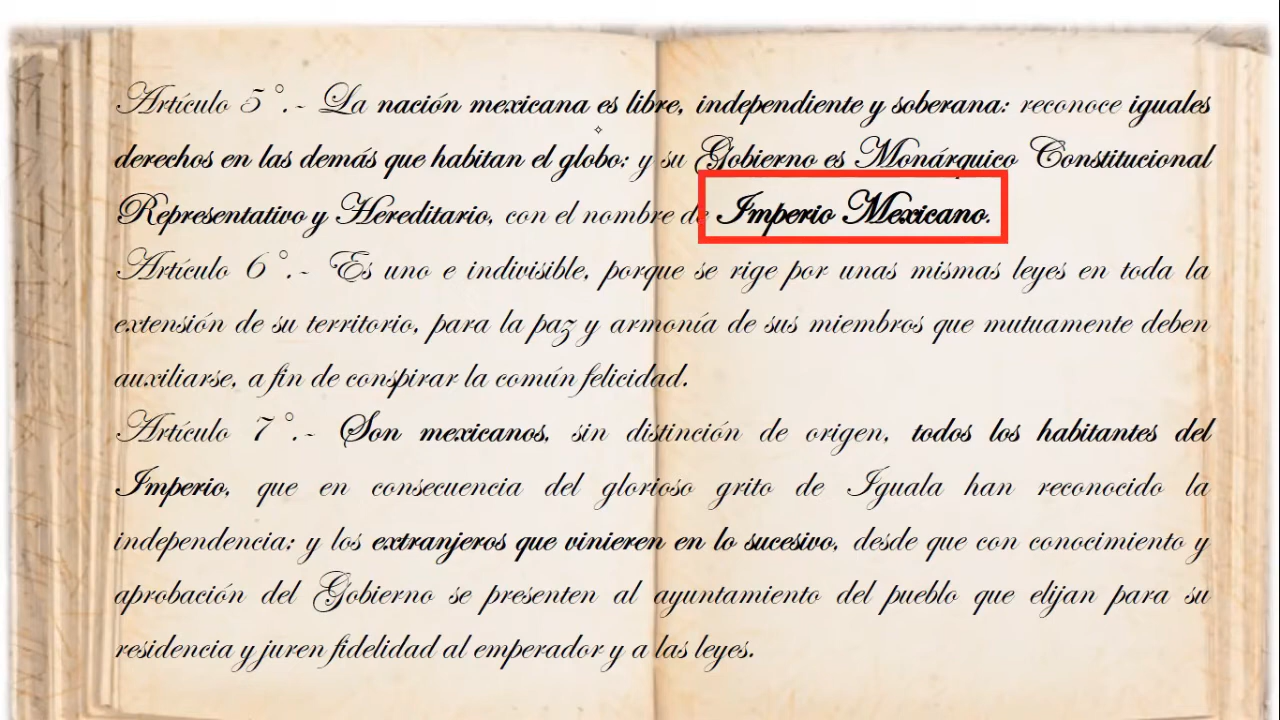 Artículo 5°.- La nación mexicana es libre, independiente y soberana: reconoce iguales
derechos en las demás que habitan el globo; y su Gobierno es Monárquico Constitucional
Representativo y Hereditario, con el nombre de Imperio Mexicano.
Artículo 6°.- Es uno e indivisible, porque se rige por unas mismas leyes en toda la
extensión de su territorio, para la paz y armonía de sus miembros que mutuamente deben
auxiliarse, a fin de conspirar la común felicidad.
Artículo 7°.- Son mexicanos, sin distinción de origen, todos los habitantes del
Imperio, que en consecuencia del glorioso grito de Iguala han reconocido la
independencia; y los extranjeros que vinieren en lo sucesivo, desde que con conocimiento y
aprobación del Gobierno se presenten al ayuntamiento del pueblo que elijan para su
residencia y juren fidelidad al emperador y a las leyes.